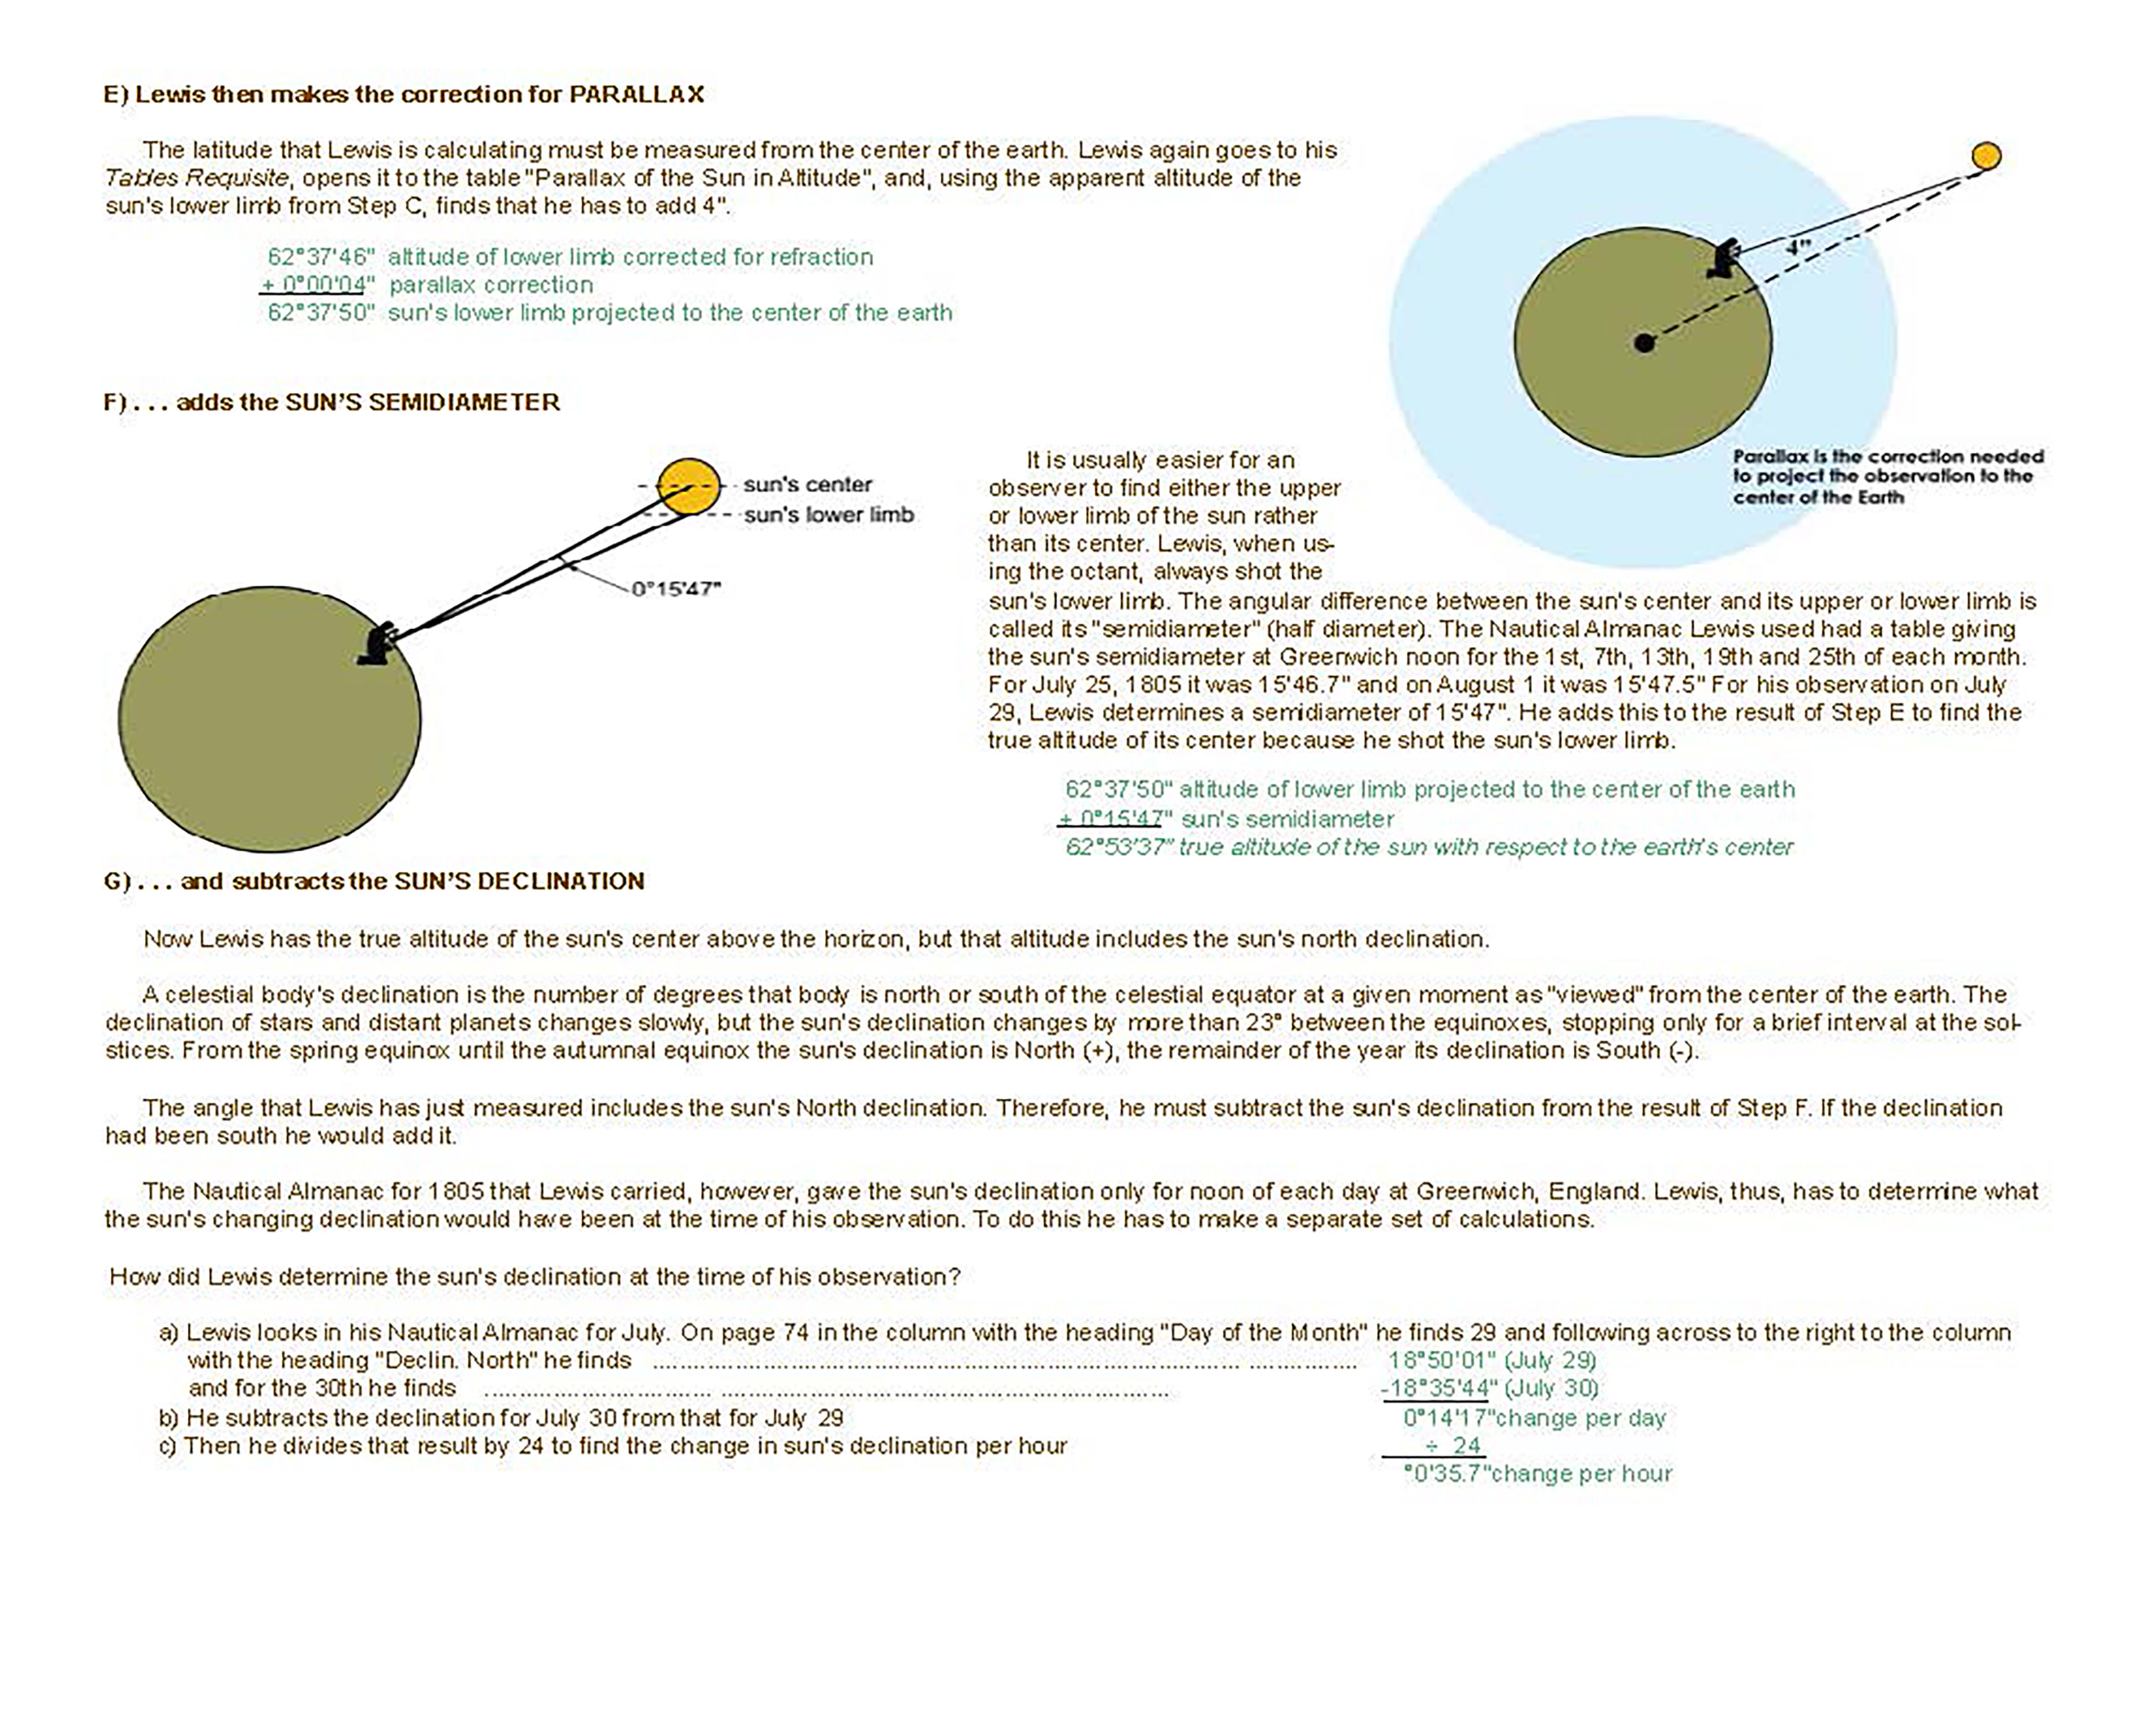 E) Lewis then makes the correction for PARALLAX
The latitude that Lewis is calculating must be measured from the center of the earth. Lewis again goes to his
Tables Requisite, opens it to the table "Parallax of the Sun in Altitude", and, using the apparent altitude of the
sun's lower limb from Step C, finds that he has to add 4".
62°37'46" altitude of lower limb corrected for refraction
+ 0°00'04" parallax correction
62°37'50" sun's lower limb projected to the center of the earth
4"
Parallax is the correction needed
to project the observation to the
center of the Earth
F) . . . adds the SUN'S SEMIDIAMETER
sun's center
sun's lower limb
0°15'47"
It is usually easier for an
observer to find either the upper
or lower limb of the sun rather
than its center. Lewis, when us-
ing the octant, always shot the
sun's lower limb. The angular difference between the sun's center and its upper or lower limb is
called its "semidiameter" (half diameter). The Nautical Almanac Lewis used had a table giving
the sun's semidiameter at Greenwich noon for the 1st, 7th, 13th, 19th and 25th of each month.
For July 25, 1805 it was 15'46.7" and on August 1 it was 15'47.5" For his observation on July
29, Lewis determines a semidiameter of 15'47". He adds this to the result of Step E to find the
true altitude of its center because he shot the sun's lower limb.
62°37'50" altitude of lower limb projected to the center of the earth
+ 0°15'47" sun's semidiameter
62°53'37" true altitude of the sun with respect to the earth's center
G) . . . and subtracts the SUN'S DECLINATION
Now Lewis has the true altitude of the sun's center above the horizon, but that altitude includes the sun's north declination.
A celestial body's declination is the number of degrees that body is north or south of the celestial equator at a given moment as "viewed" from the center of the earth. The
declination of stars and distant planets changes slowly, but the sun's declination changes by more than 23° between the equinoxes, stopping only for a brief interval at the sol-
stices. From the spring equinox until the autumnal equinox the sun's declination is North (+), the remainder of the year its declination is South (-).
The angle that Lewis has just measured includes the sun's North declination. Therefore, he must subtract the sun's declination from the result of Step F. If the declination
had been south he would add it.
The Nautical Almanac for 1805 that Lewis carried, however, gave the sun's declination only for noon of each day at Greenwich, England. Lewis, thus, has to determine what
the sun's changing declination would have been at the time of his observation. To do this he has to make a separate set of calculations.
How did Lewis determine the sun's declination at the time of his observation?
a) Lewis looks in his Nautical Almanac for July. On page 74 in the column with the heading "Day of the Month" he finds 29 and following across to the right to the column
with the heading "Declin. North" he finds ........................ 18°50'01" (July 29)
and for the 30th he finds ........................ -18°35'44" (July 30)
b) He subtracts the declination for July 30 from that for July 29 0°14'17"change per day
c) Then he divides that result by 24 to find the change in sun's declination per hour ÷ 24
°0'35.7"change per hour